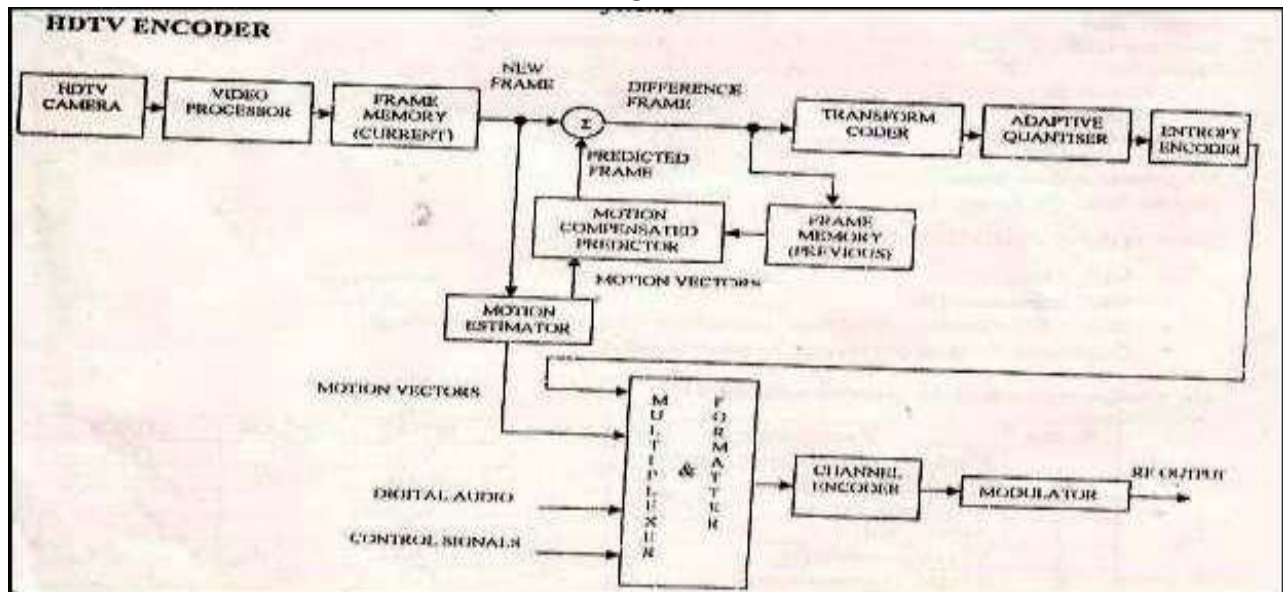 HDTV ENCODER
NEW
FRAME
DIFFERENCE
FRAME
HDTV
CAMERA
VIDEO
PROCESSOR
FRAME
MEMORY
(CURRENT)
Σ
TRANSFORM
CODER
ADAPTIVE
QUANTISER
ENTROPY
ENCODER
PREDICTED
FRAME
MOTION
COMPENSATED
PREDICTOR
FRAME
MEMORY
(PREVIOUS)
MOTION VECTORS
MOTION
ESTIMATOR
MOTION VECTORS
MULTIPLEXER
&
FORMATTER
DIGITAL AUDIO
CONTROL SIGNALS
CHANNEL
ENCODER
MODULATOR
RF OUTPUT